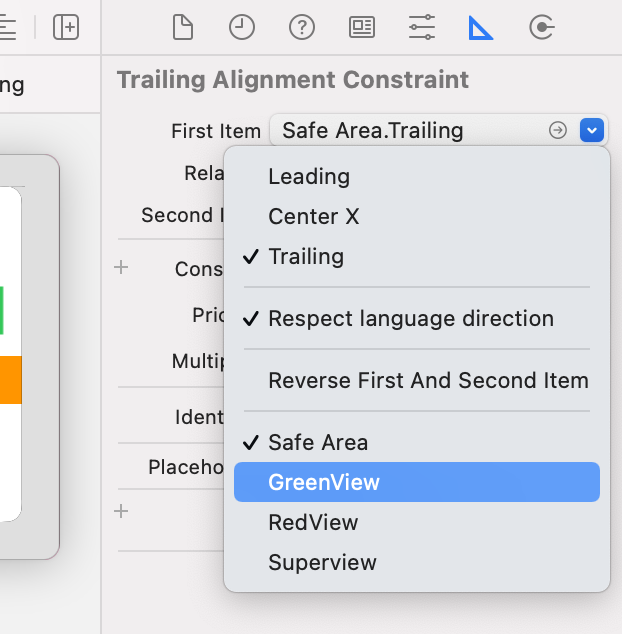 ng
Trailing Alignment Constraint
First Item Safe Area.Trailing
Rela
Second I
Cons
Prio
Multip
Ident
Placeho
Leading
Center X
✓ Trailing
✓ Respect language direction
Reverse First And Second Item
✓ Safe Area
GreenView
RedView
Superview